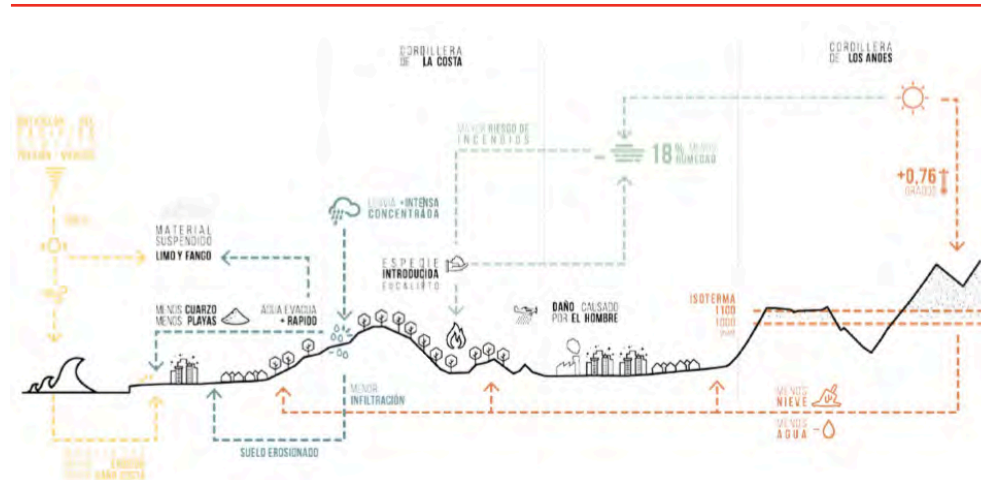 CORDILLERA
DE LA COSTA
CORDILLERA
DE LOS ANDES
MAYOR RIESGO DE
INCENDIOS
18% MENOS
HUMEDAD
+0,76
GRADOS
LLUVIA +INTENSA
CONCENTRADA
MATERIAL
SUSPENDIDO
LIMO Y FANGO
ESPECIE
INTRODUCIDA
EUCALIPTO
MENOS CUARZO
MENOS PLAYAS
AGUA EVACUA
+ RAPIDO
DAÑO CAUSADO
POR EL HOMBRE
ISOTERMA
1100
1000
MENOR
INFILTRACIÓN
MENOS
NIEVE
MENOS
AGUA
SUELO EROSIONADO